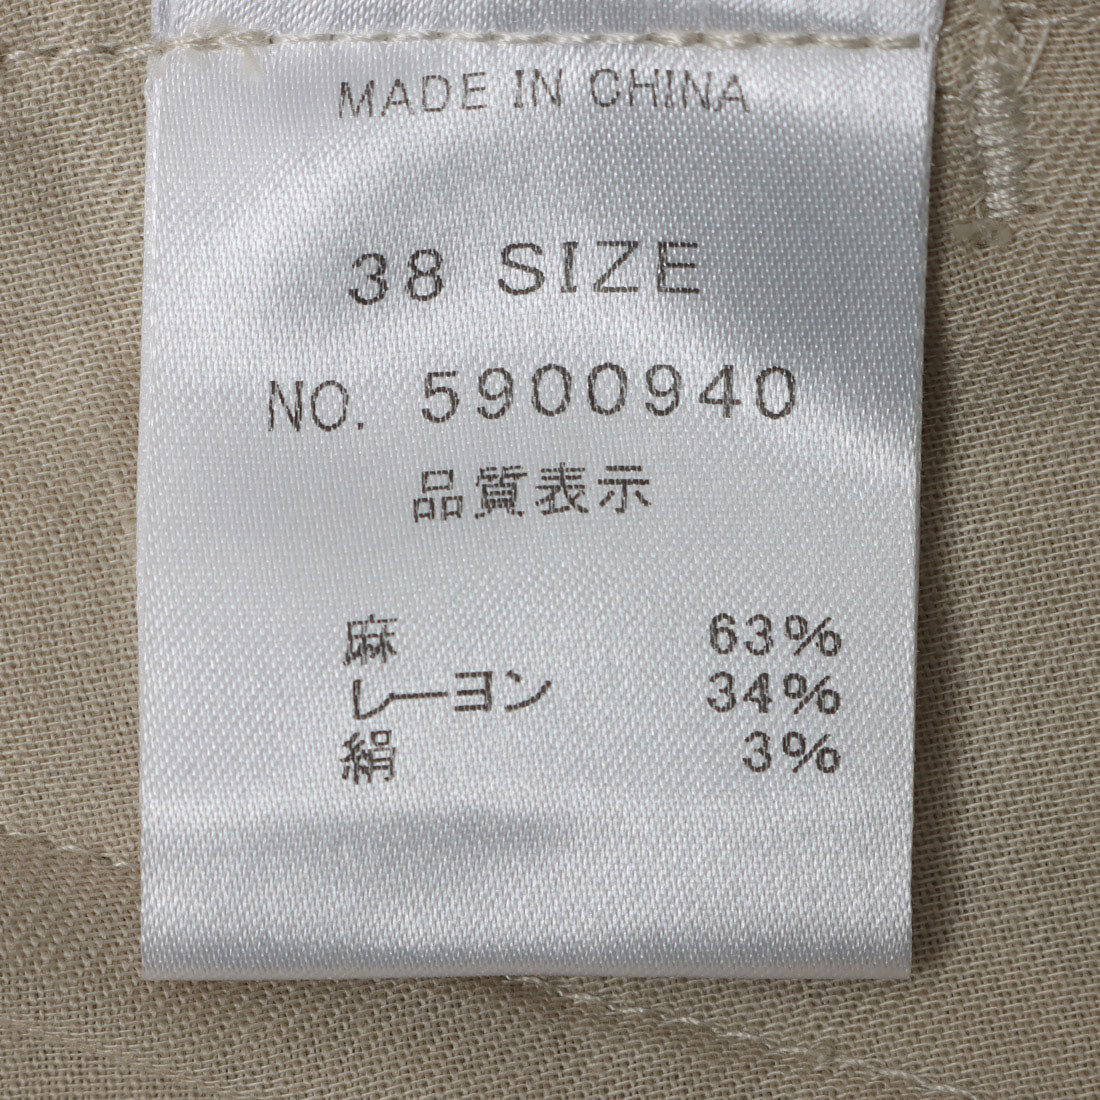 MADE IN CHINA
38 SIZE
NO. 5900940
品質表示
麻 63%
レーヨン 34%
絹 3%